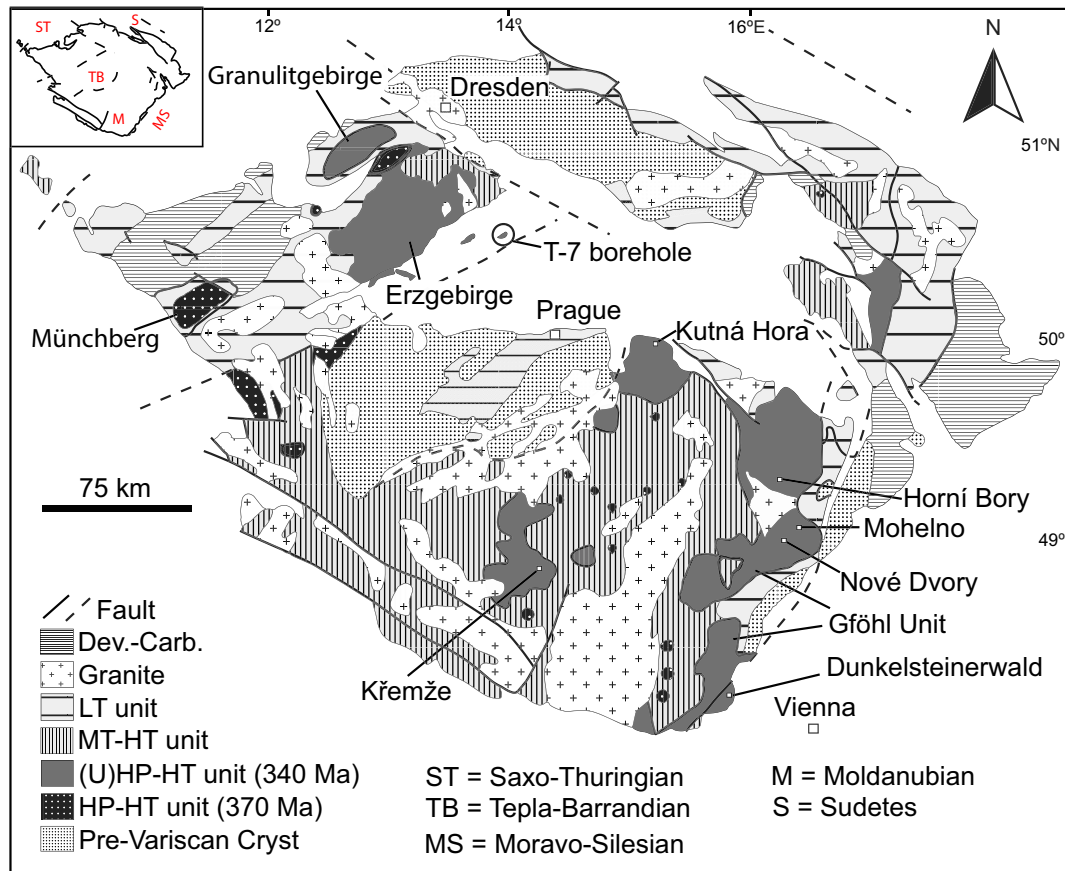 ST
S
TB
M
MS
12º
14º
16ºE
N
51ºN
50º
49º
Granulitgebirge
Dresden
T-7 borehole
Erzgebirge
Münchberg
Prague
Kutná Hora
75 km
Horní Bory
Mohelno
Nové Dvory
Gföhl Unit
Dunkelsteinerwald
Křemže
Vienna
Fault
Dev.-Carb.
Granite
LT unit
MT-HT unit
(U)HP-HT unit (340 Ma)
HP-HT unit (370 Ma)
Pre-Variscan Cryst
ST = Saxo-Thuringian
TB = Tepla-Barrandian
MS = Moravo-Silesian
M = Moldanubian
S = Sudetes